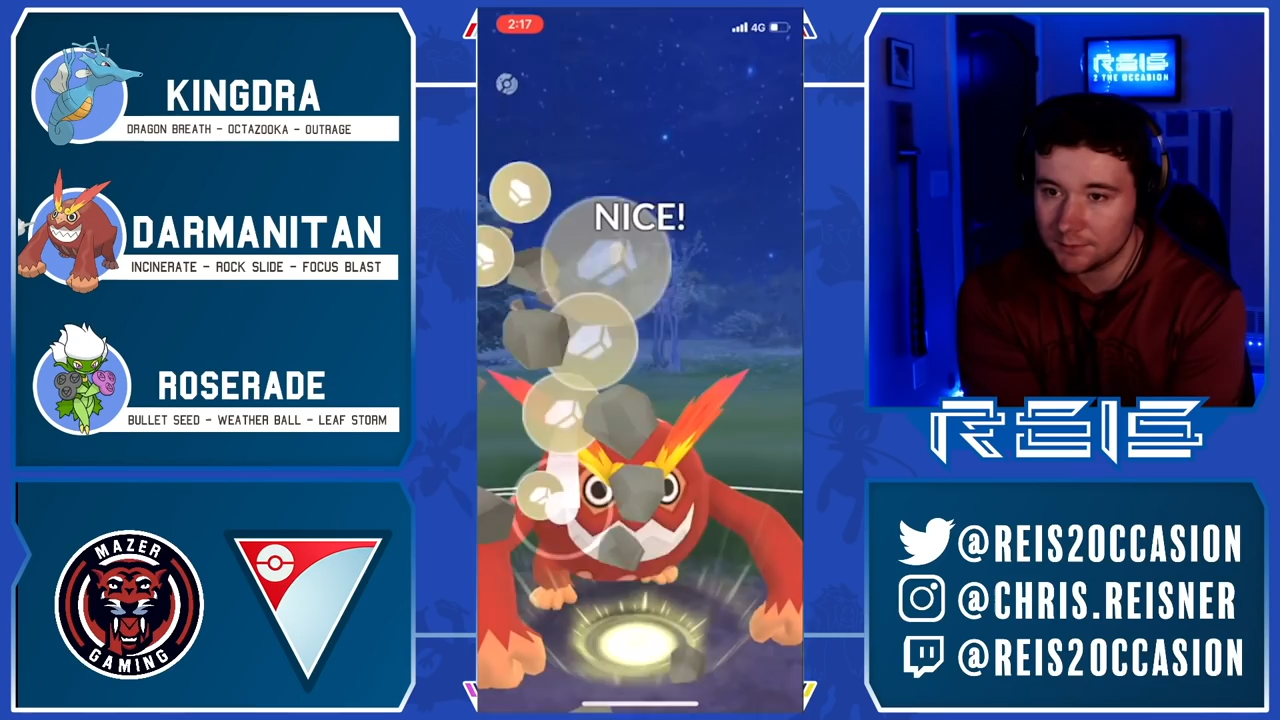 KINGDRA
DRAGON BREATH - OCTAZOOKA - OUTRAGE
DARMANITAN
INCINERATE - ROCK SLIDE - FOCUS BLAST
ROSERADE
BULLET SEED - WEATHER BALL - LEAF STORM
MAZER
GAMING
2:17
4G
NICE!
REIS
2 THE OCCASION
REIS
@REIS2OCCASION
@CHRIS.REISNER
@REIS2OCCASION